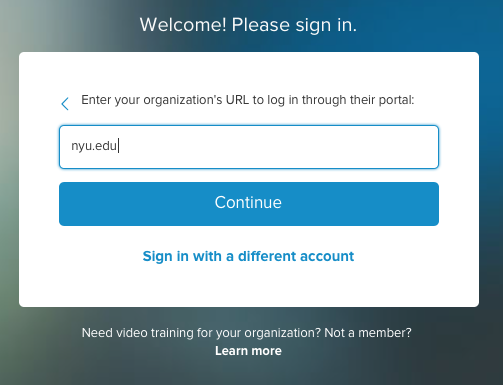 Welcome! Please sign in.
Enter your organization's URL to log in through their portal:
nyu.edu
Continue
Sign in with a different account
Need video training for your organization? Not a member?
Learn more